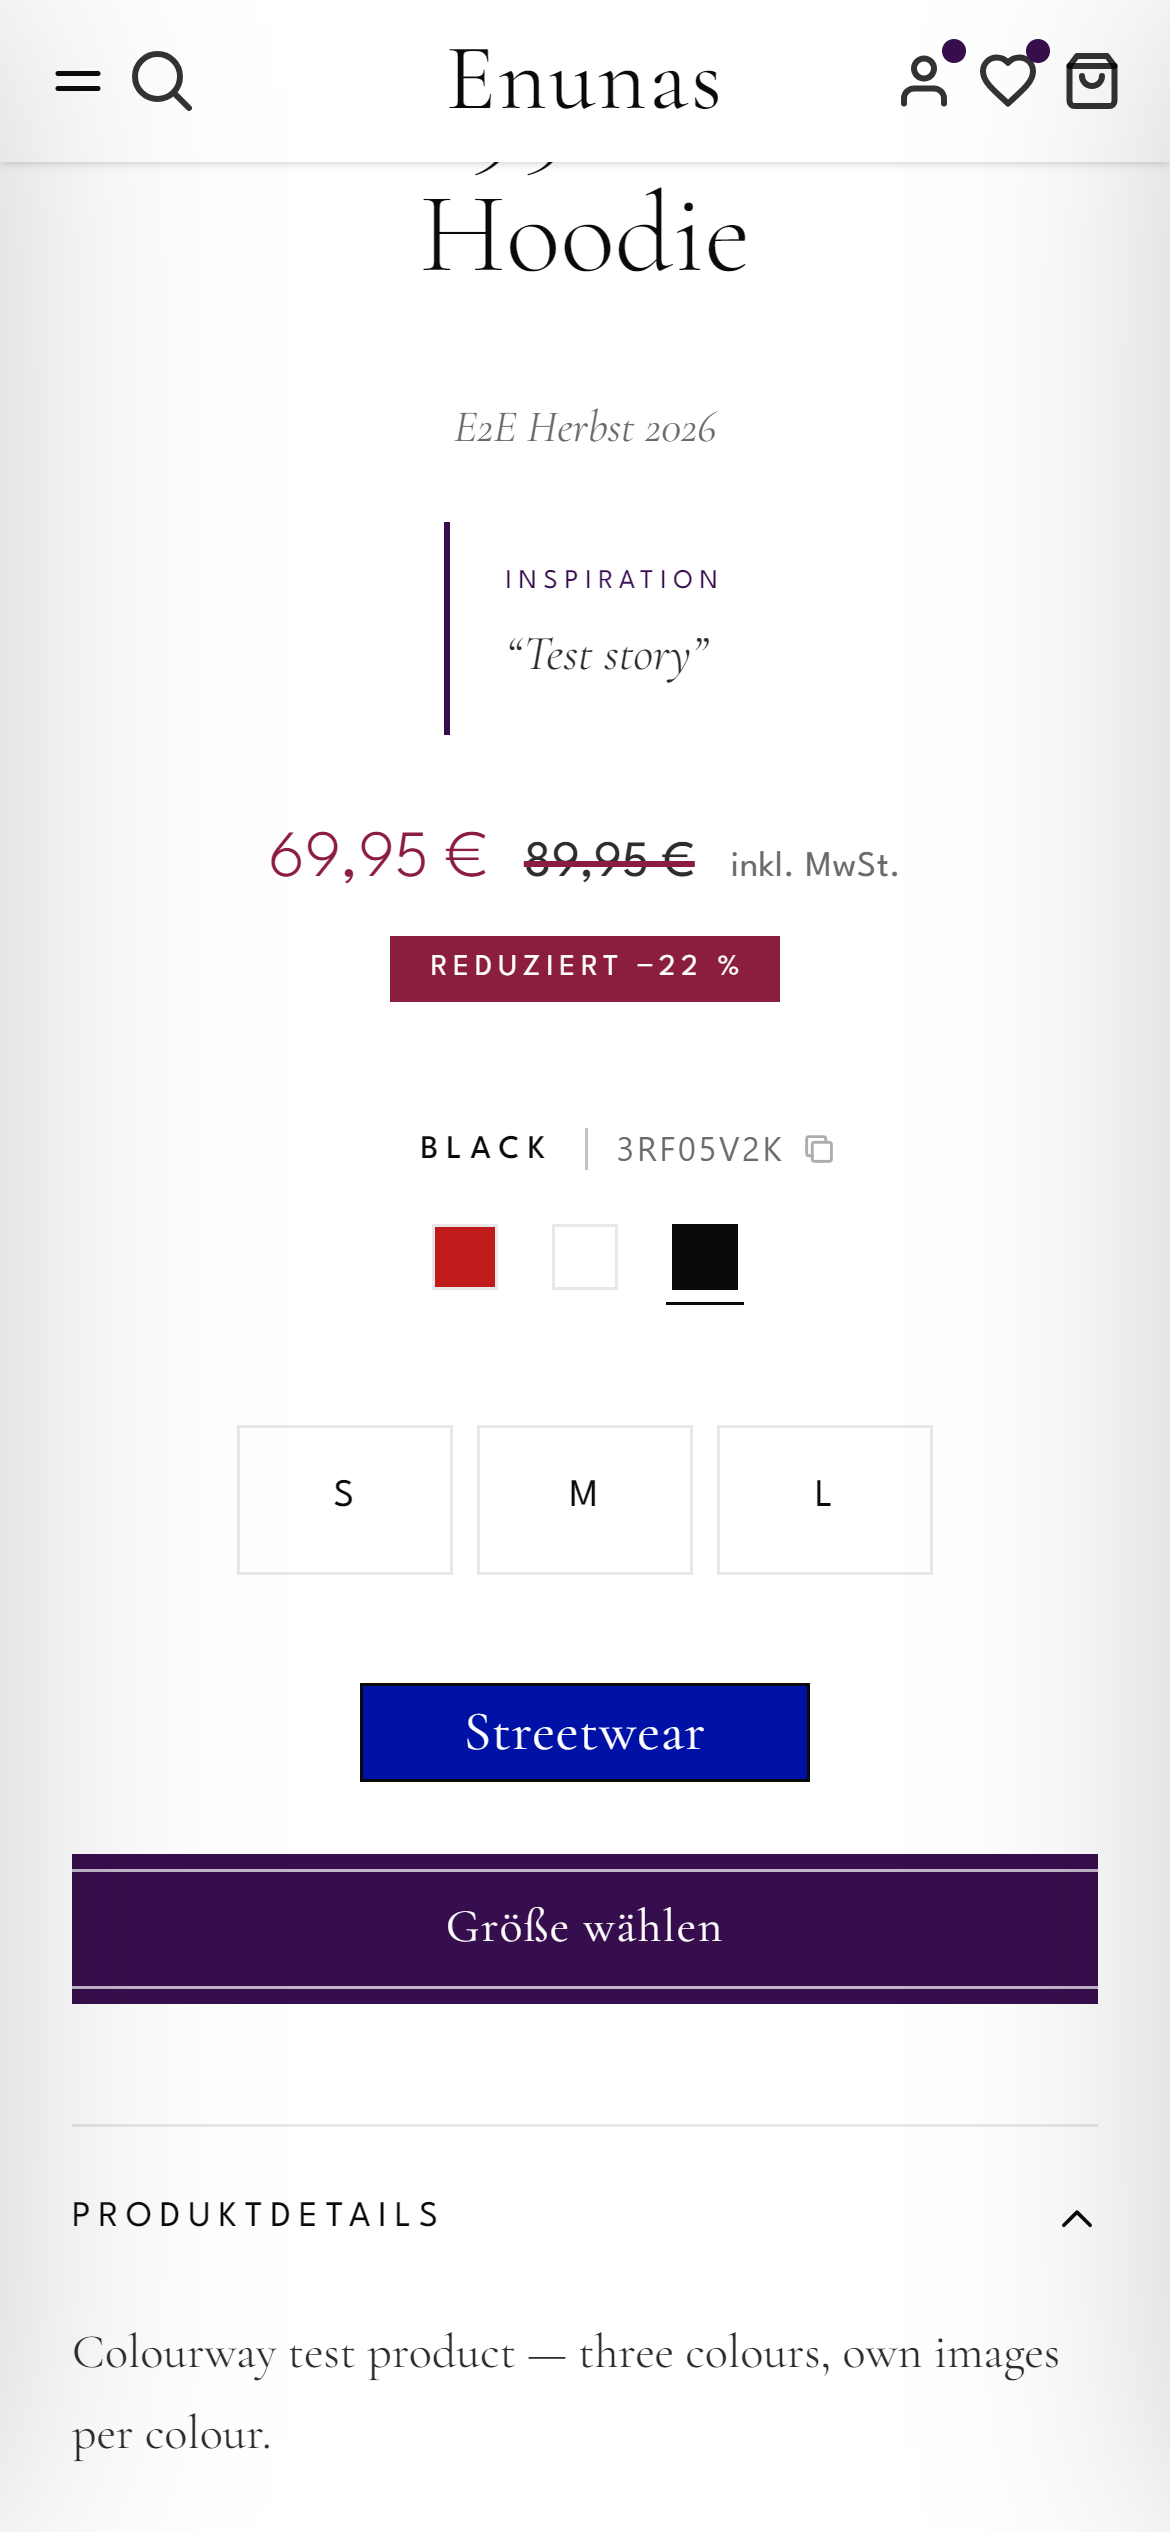 Enunas
Hoodie
E2E Herbst 2026
INSPIRATION
“Test story”
69,95 € 89,95 € inkl. MwSt.
REDUZIERT −22 %
BLACK | 3RF05V2K
S M L
Streetwear
Größe wählen
PRODUKTDETAILS
Colourway test product — three colours, own images
per colour.